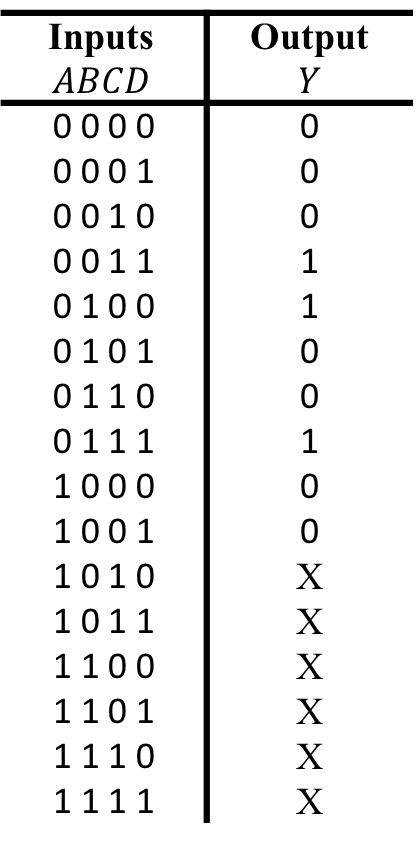 Inputs Output
ABCD Y
0 0 0 0 0
0 0 0 1 0
0 0 1 0 0
0 0 1 1 1
0 1 0 0 1
0 1 0 1 0
0 1 1 0 0
0 1 1 1 1
1 0 0 0 0
1 0 0 1 0
1 0 1 0 X
1 0 1 1 X
1 1 0 0 X
1 1 0 1 X
1 1 1 0 X
1 1 1 1 X